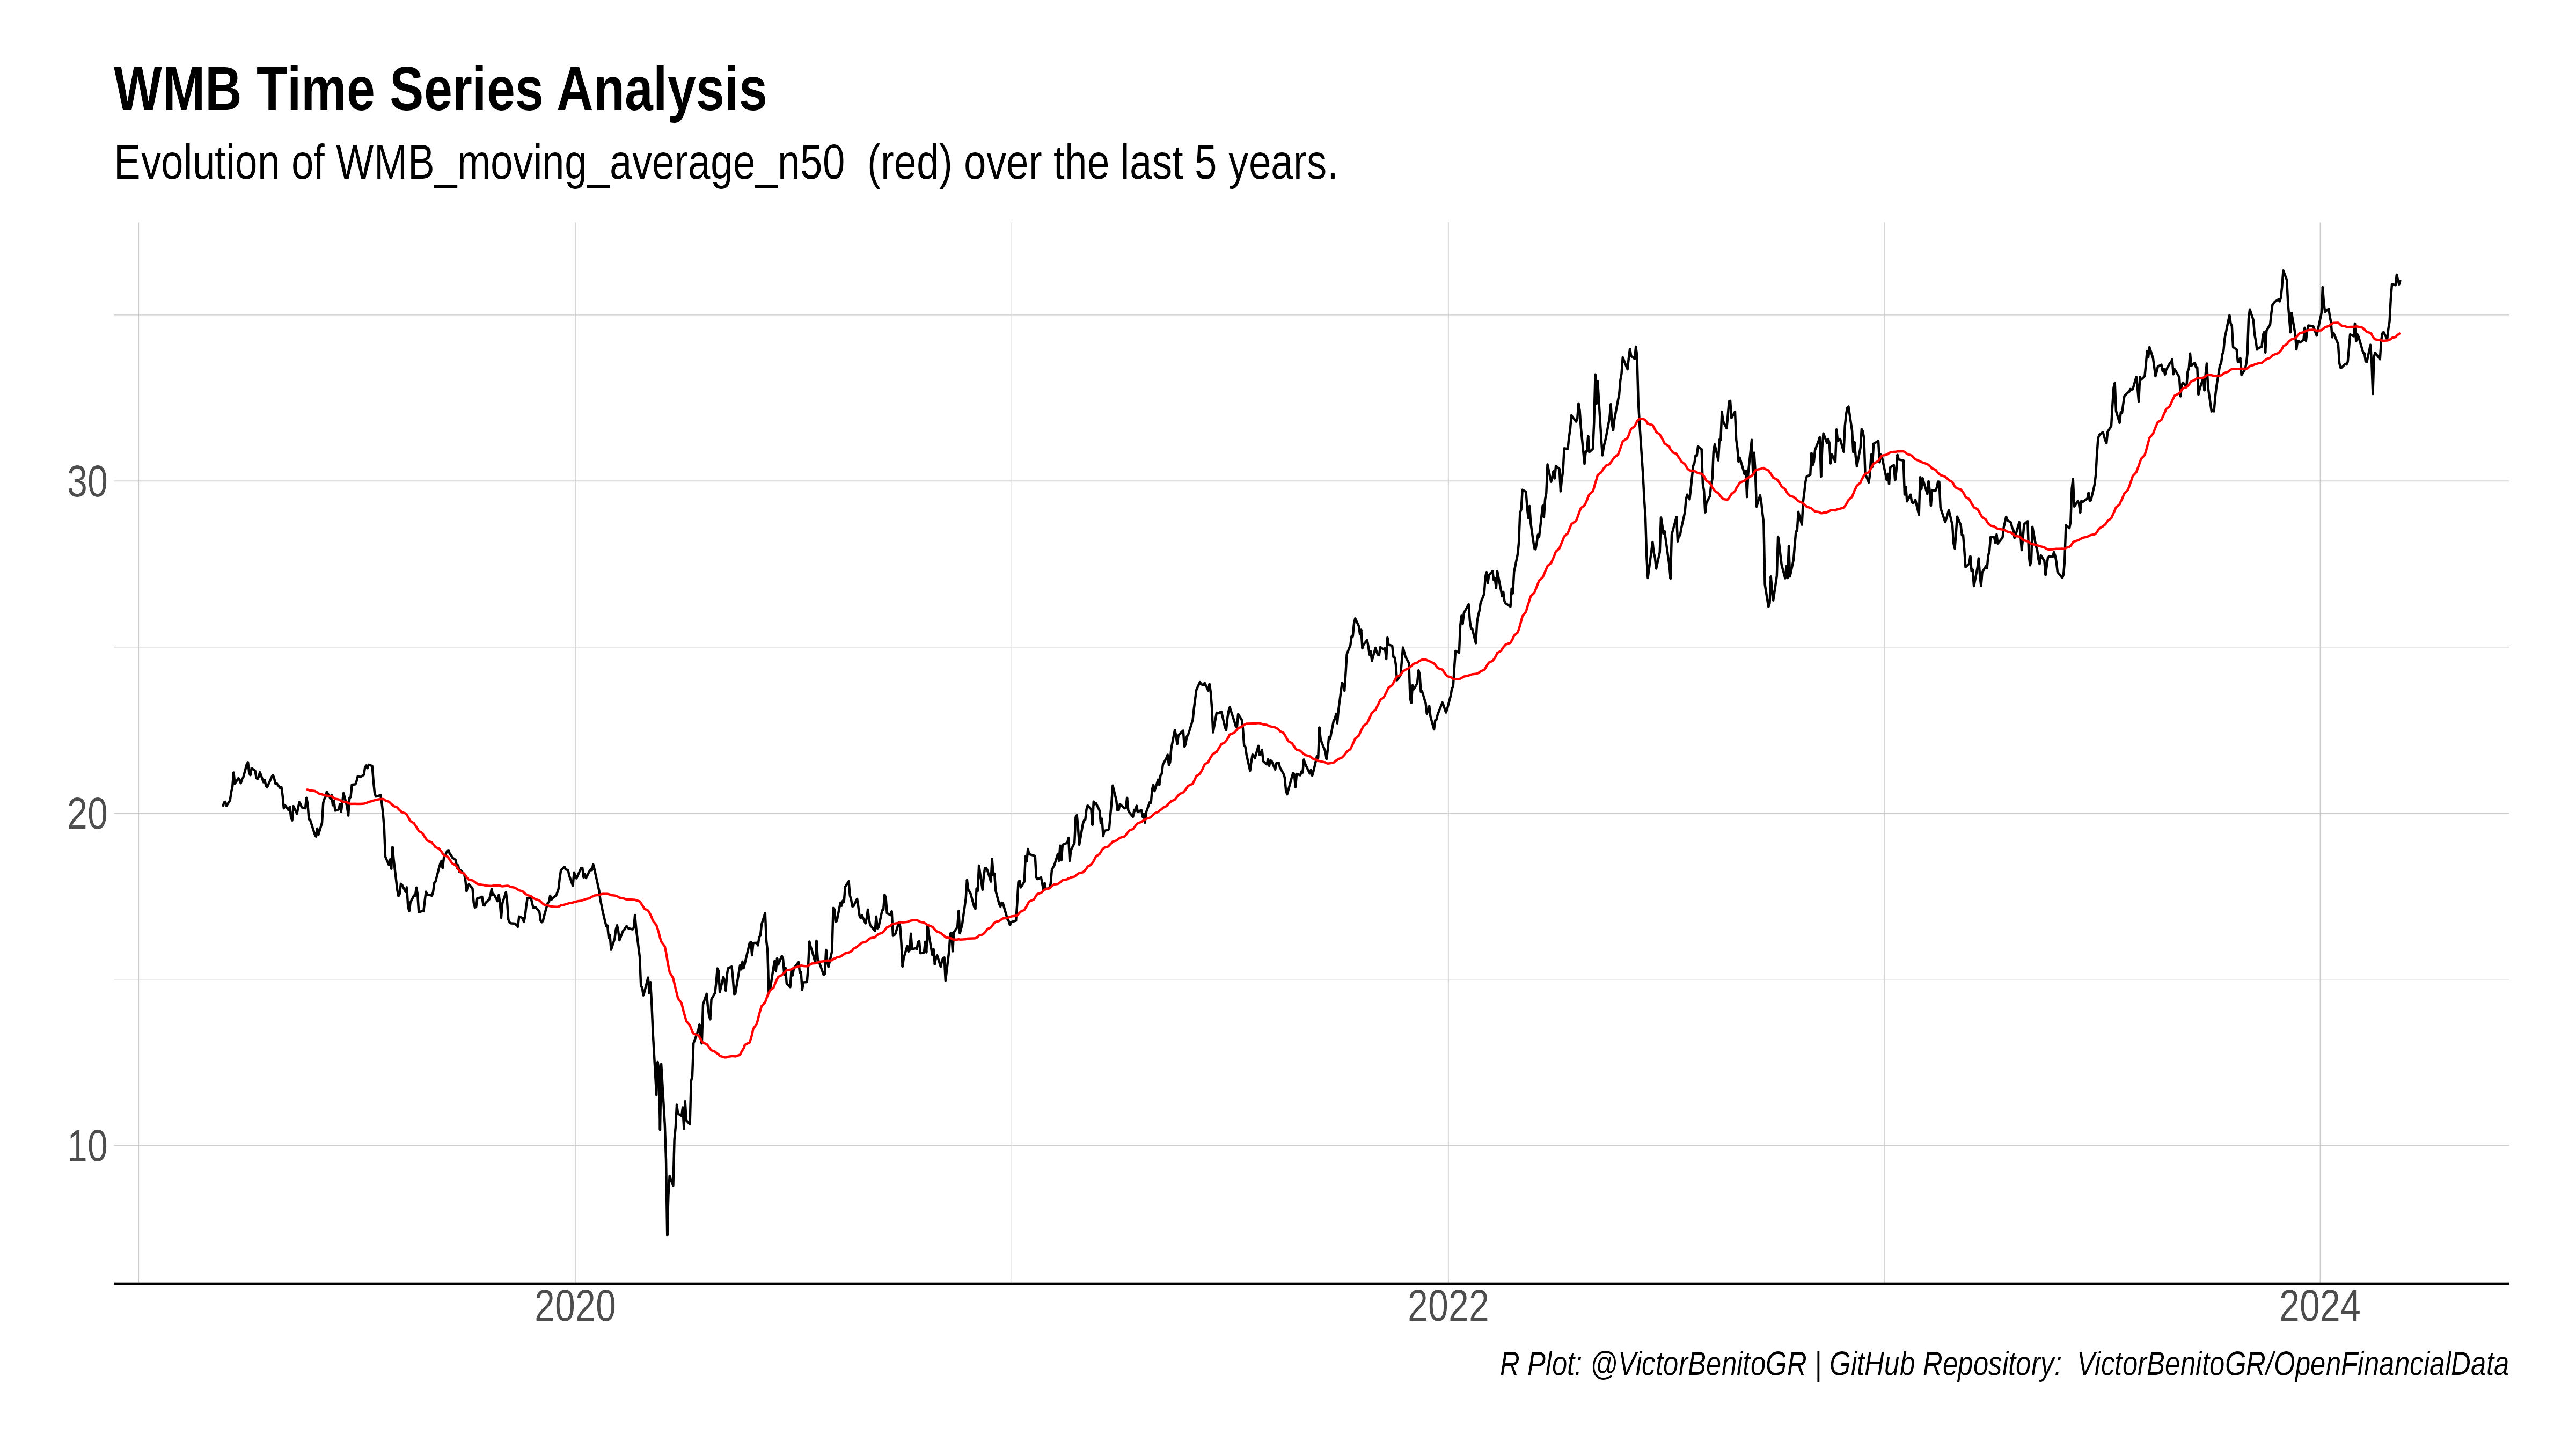 WMB Time Series Analysis
Evolution of WMB_moving_average_n50  (red) over the last 5 years.
30
20
10
2020
2022
2024
R Plot: @VictorBenitoGR | GitHub Repository:  VictorBenitoGR/OpenFinancialData